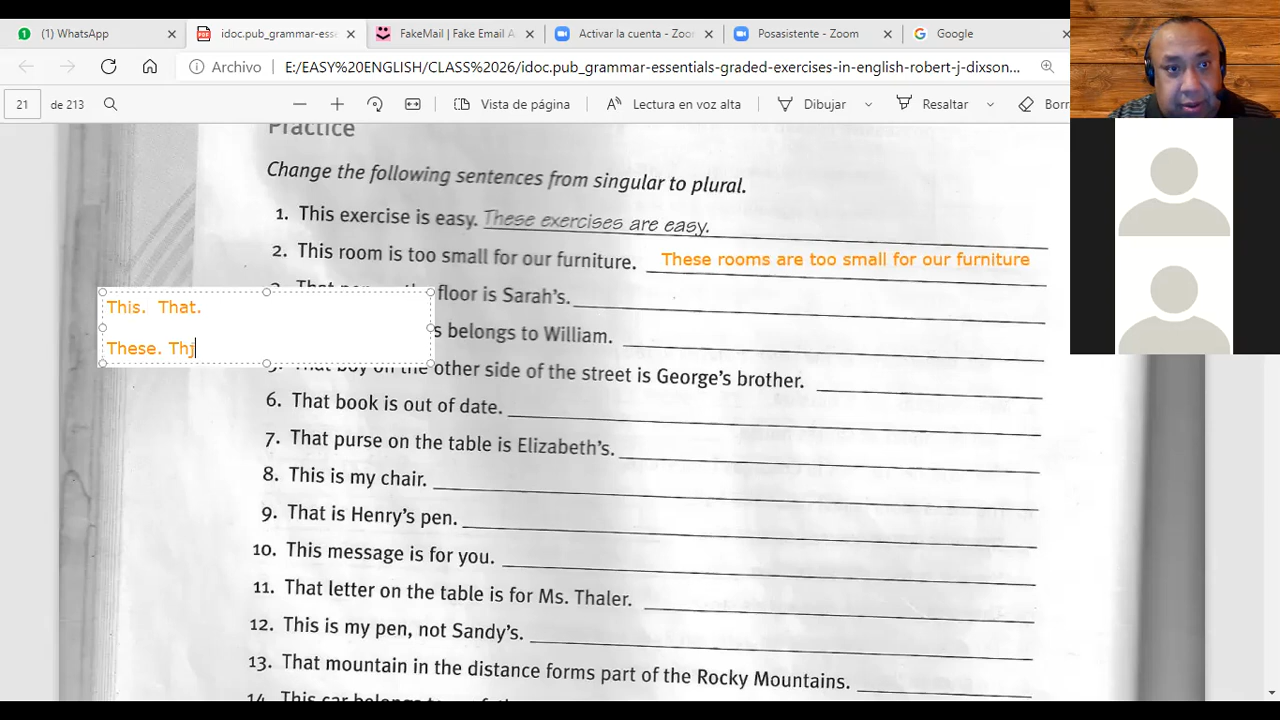 (1) WhatsApp
idoc.pub_grammar-esse
FakeMail | Fake Email A
Activar la cuenta - Zoo
Posasistente - Zoom
Google
Archivo
E:/EASY%20ENGLISH/CLASS%2026/idoc.pub_grammar-essentials-graded-exercises-in-english-robert-j-dixson...
21 de 213
Vista de página
Lectura en voz alta
Dibujar
Resaltar
Borr
Practice
Change the following sentences from singular to plural.
1. This exercise is easy. These exercises are easy.
2. This room is too small for our furniture. These rooms are too small for our furniture
floor is Sarah's.
This. That.
s belongs to William.
These. Thj
the other side of the street is George's brother.
6. That book is out of date.
7. That purse on the table is Elizabeth's.
8. This is my chair.
9. That is Henry's pen.
10. This message is for you.
11. That letter on the table is for Ms. Thaler.
12. This is my pen, not Sandy's.
13. That mountain in the distance forms part of the Rocky Mountains.
14. This car belongs